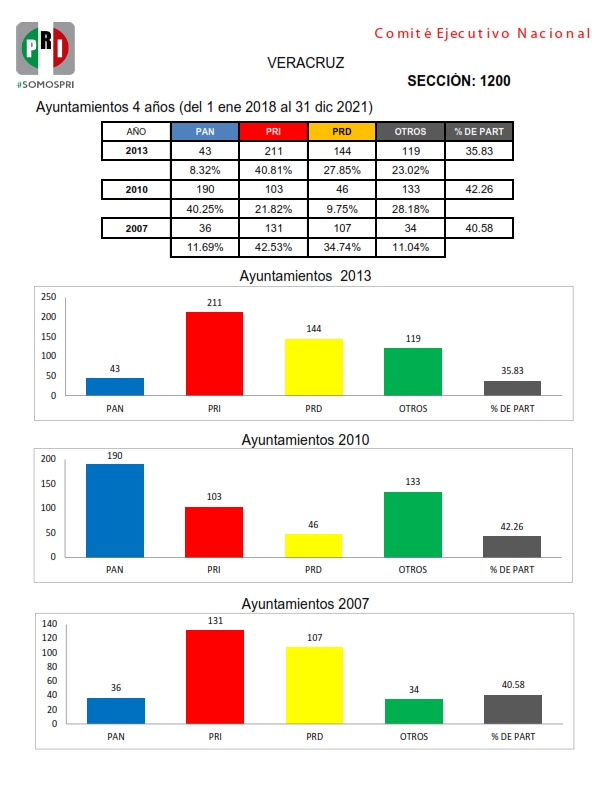 Comité Ejecutivo Nacional
PRI
#SOMOSPRI
VERACRUZ
SECCIÓN: 1200
Ayuntamientos 4 años (del 1 ene 2018 al 31 dic 2021)
AÑO PAN PRI PRD OTROS % DE PART
2013 43 211 144 119 35.83
8.32% 40.81% 27.85% 23.02%
2010 190 103 46 133 42.26
40.25% 21.82% 9.75% 28.18%
2007 36 131 107 34 40.58
11.69% 42.53% 34.74% 11.04%
Ayuntamientos 2013
250
200
150
100
50
0
43 211 144 119 35.83
PAN PRI PRD OTROS % DE PART
Ayuntamientos 2010
200
150
100
50
0
190 103 46 133 42.26
PAN PRI PRD OTROS % DE PART
Ayuntamientos 2007
140
120
100
80
60
40
20
0
36 131 107 34 40.58
PAN PRI PRD OTROS % DE PART